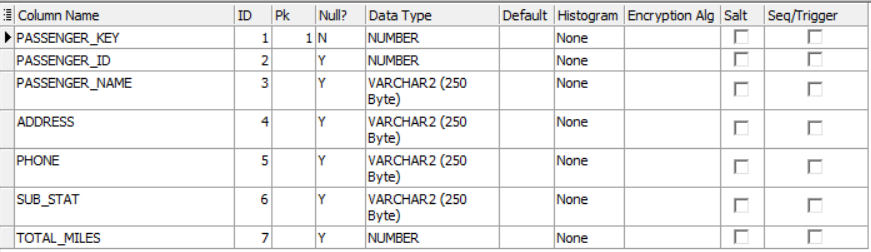 Column Name ID Pk Null? Data Type Default Histogram Encryption Alg Salt Seq/Trigger
PASSENGER_KEY 1 1 N NUMBER None
PASSENGER_ID 2 Y NUMBER None
PASSENGER_NAME 3 Y VARCHAR2 (250 None
Byte)
ADDRESS 4 Y VARCHAR2 (250 None
Byte)
PHONE 5 Y VARCHAR2 (250 None
Byte)
SUB_STAT 6 Y VARCHAR2 (250 None
Byte)
TOTAL_MILES 7 Y NUMBER None